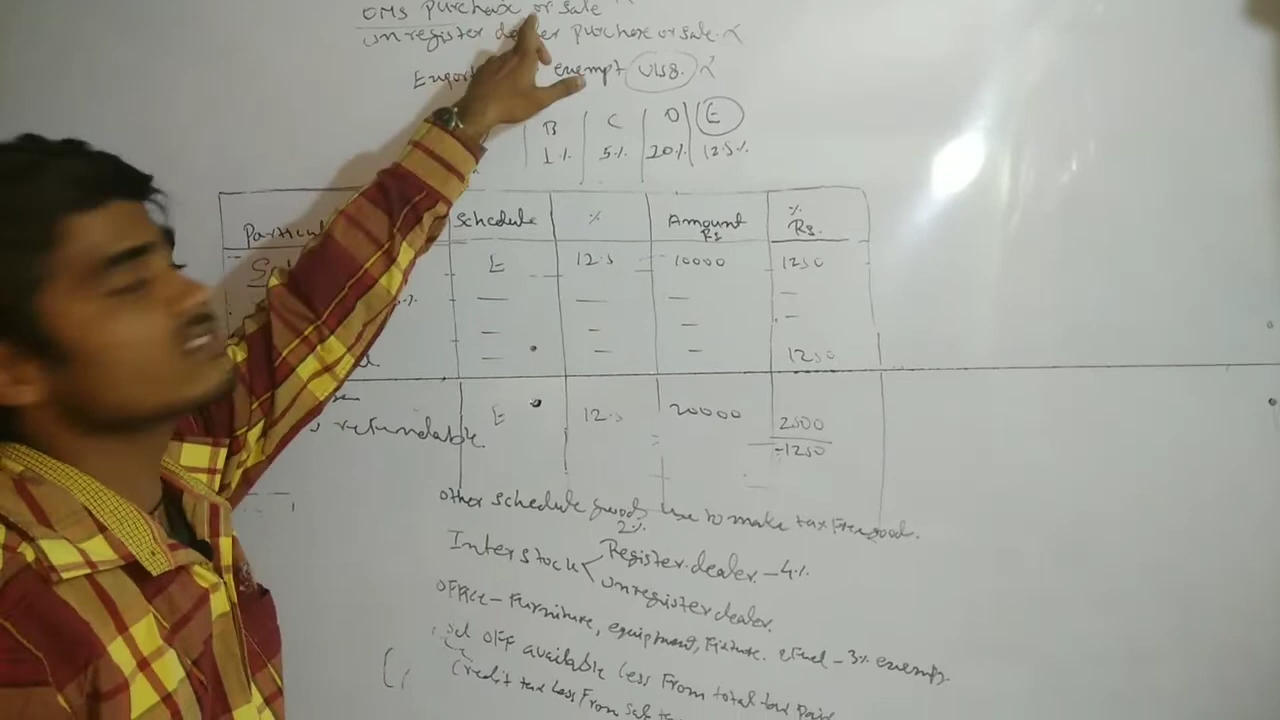 OMS purchase or sale
unregister dealer purchase or sale. X
Export exempt U/S 8. X
B C D E
1% 5% 20% 12.5%
Schedule % Amount Rs % Rs.
E 12.5 10000 1250
— — — —
— — — —
— — — 1250
E 12.5 20000 2500
refundable -1250
other schedule goods use to make tax Free good.
2%
Inter stock < Register dealer - 4%
unregister dealer.
office - Furniture, equipment, Fixture. & Fuel - 3% exemp.
set off available less From total tax paid
Credit tax less From sale